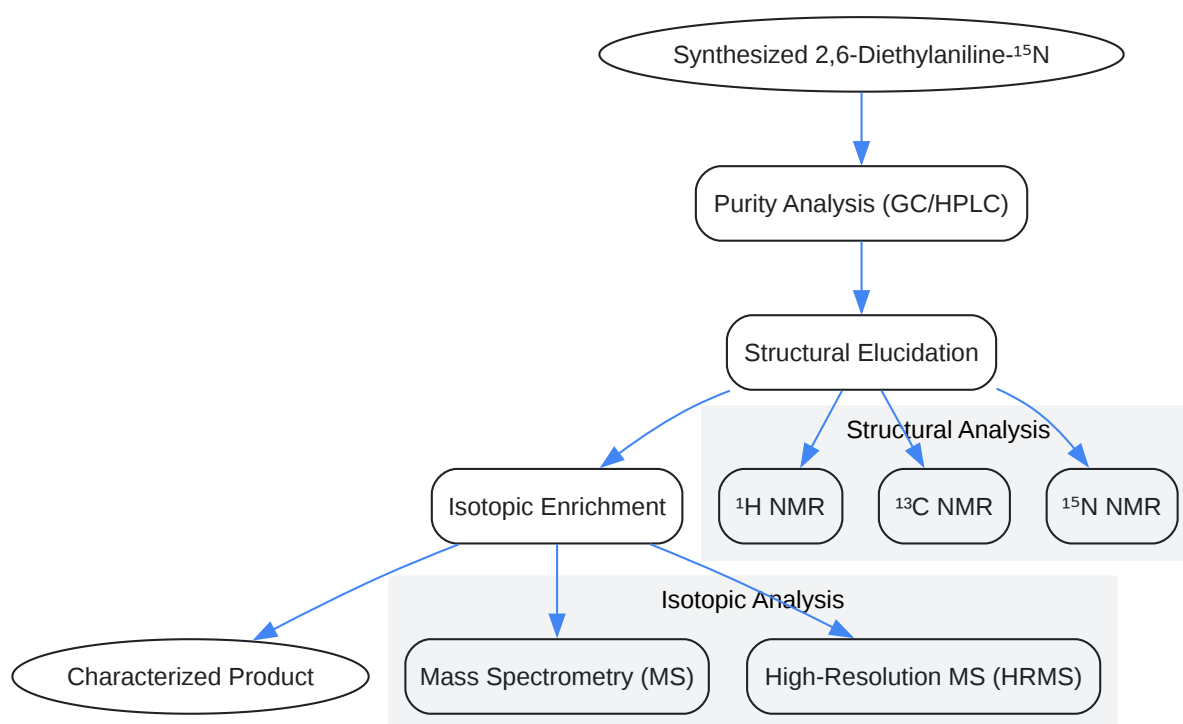 Synthesized 2,6-Diethylaniline-¹⁵N
Purity Analysis (GC/HPLC)
Structural Elucidation
Structural Analysis
Isotopic Enrichment
¹H NMR
¹³C NMR
¹⁵N NMR
Isotopic Analysis
Characterized Product
Mass Spectrometry (MS)
High-Resolution MS (HRMS)